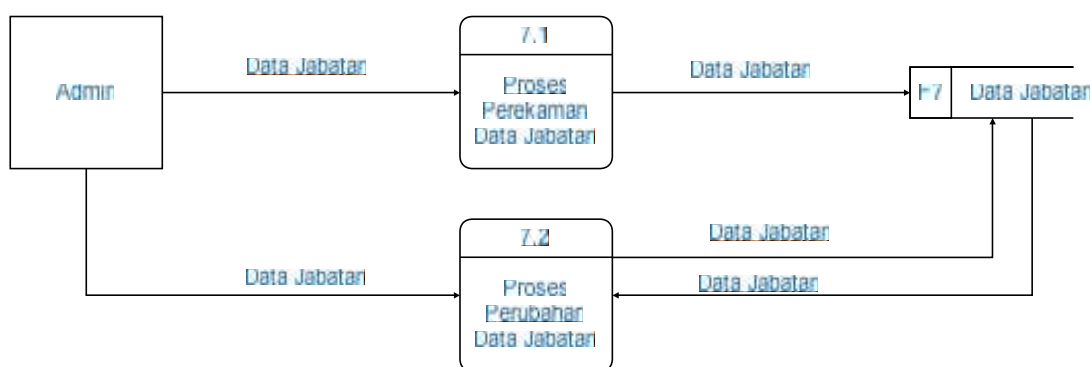 7.1
Data Jabatan
Data Jabatan
Admin
Proses
Perekaman
Data Jabatan
F7
Data Jabatan
7.2
Data Jabatan
Data Jabatan
Data Jabatan
Proses
Perubahan
Data Jabatan